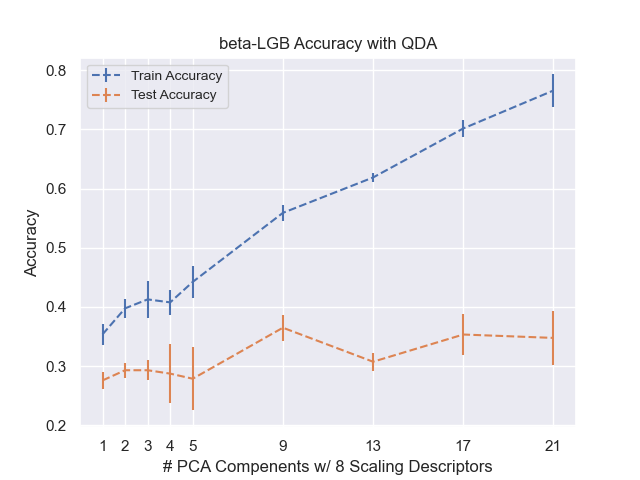 beta-LGB Accuracy with QDA
Train Accuracy
Test Accuracy
Accuracy
0.8
0.7
0.6
0.5
0.4
0.3
0.2
1 2 3 4 5 9 13 17 21
# PCA Compenents w/ 8 Scaling Descriptors